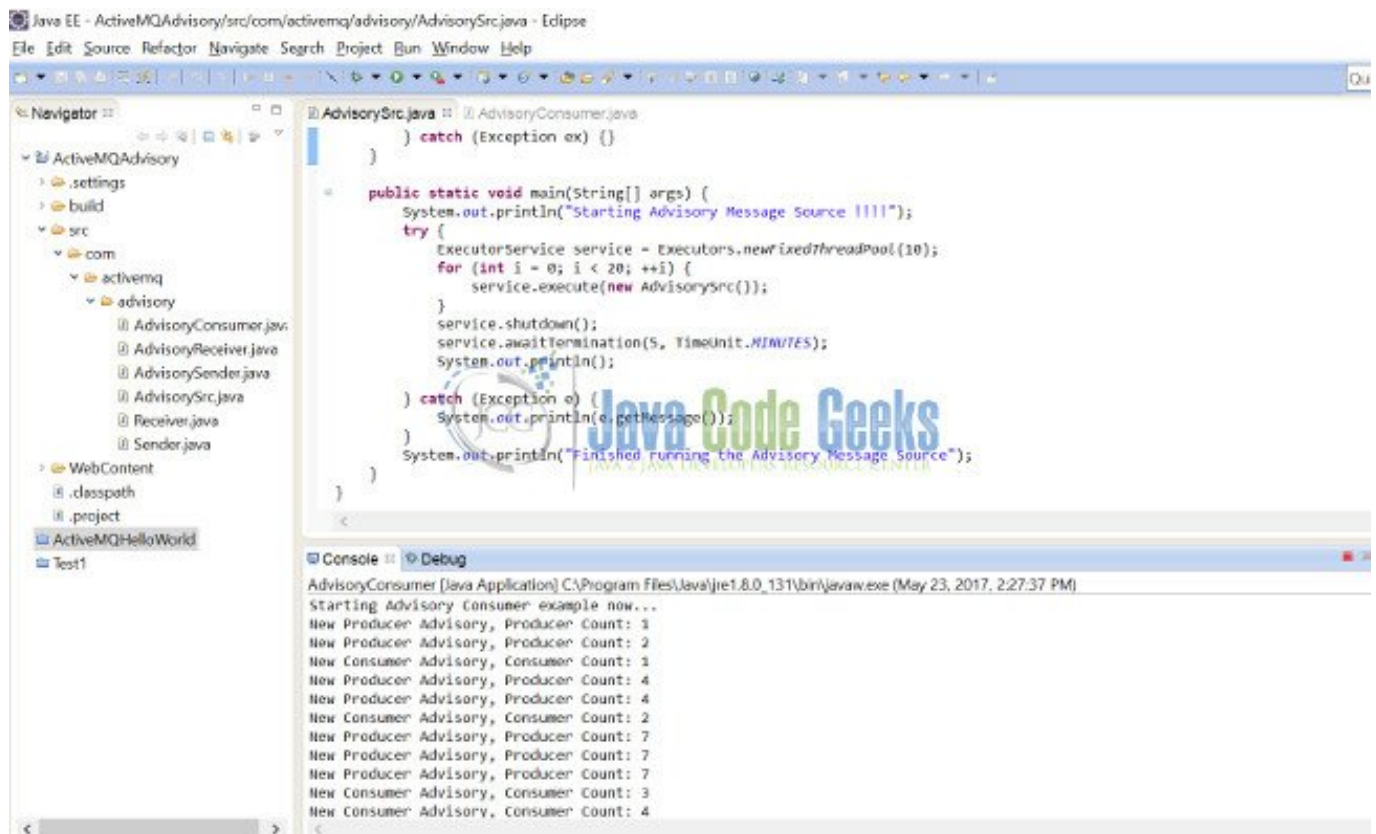 Java EE - ActiveMQAdvisory/src/com/activemq/advisory/AdvisorySrc.java - Eclipse
File Edit Source Refactor Navigate Search Project Run Window Help
Qu
Navigator
ActiveMQAdvisory
.settings
build
src
com
activemq
advisory
AdvisoryConsumer.jav
AdvisoryReceiver.java
AdvisorySender.java
AdvisorySrc.java
Receiver.java
Sender.java
WebContent
.classpath
.project
ActiveMQHelloWorld
Test1
AdvisorySrc.java AdvisoryConsumer.java
} catch (Exception ex) {}
}
public static void main(String[] args) {
System.out.println("Starting Advisory Message Source !!!!");
try {
ExecutorService service = Executors.newFixedThreadPool(10);
for (int i = 0; i < 20; ++i) {
service.execute(new AdvisorySrc());
}
service.shutdown();
service.awaitTermination(5, TimeUnit.MINUTES);
System.out.println();
} catch (Exception e) {
System.out.println(e.getMessage());
}
System.out.println("Finished running the Advisory Message Source");
}
}
Java Code Geeks
JAVA 2 JAVA DEVELOPERS RESOURCE CENTER
Console Debug
AdvisoryConsumer [Java Application] C:\Program Files\Java\jre1.8.0_131\bin\javaw.exe (May 23, 2017, 2:27:37 PM)
Starting Advisory Consumer example now...
New Producer Advisory, Producer Count: 1
New Producer Advisory, Producer Count: 2
New Consumer Advisory, Consumer Count: 1
New Producer Advisory, Producer Count: 4
New Producer Advisory, Producer Count: 4
New Consumer Advisory, Consumer Count: 2
New Producer Advisory, Producer Count: 7
New Producer Advisory, Producer Count: 7
New Producer Advisory, Producer Count: 7
New Consumer Advisory, Consumer Count: 3
New Consumer Advisory, Consumer Count: 4